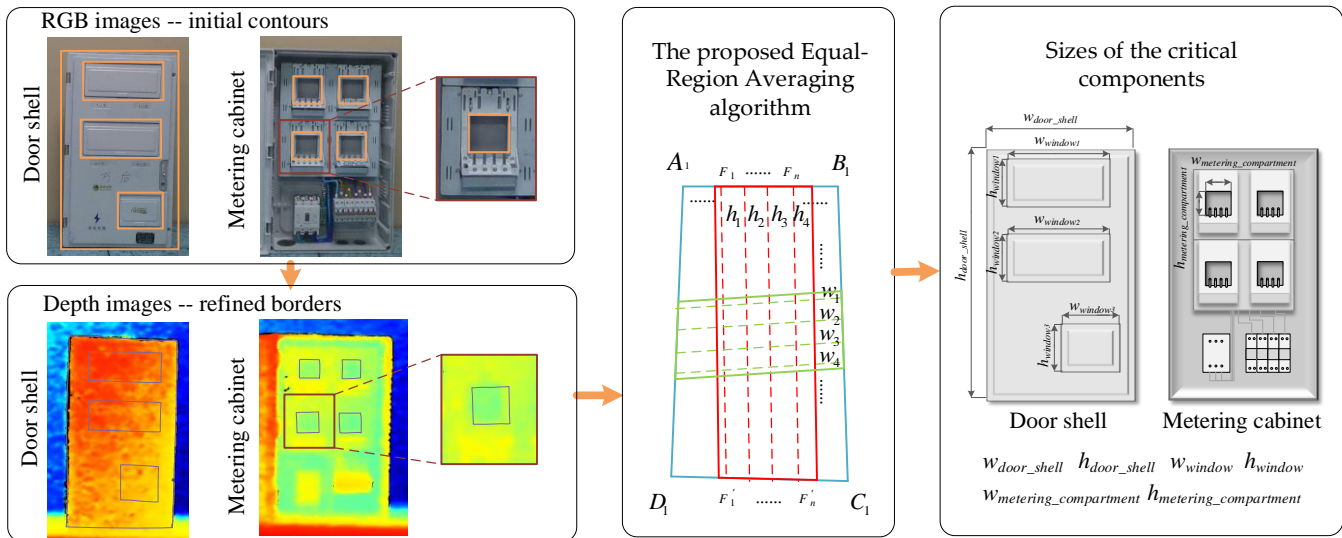 RGB images -- initial contours
Door shell
Metering cabinet
Depth images -- refined borders
Door shell
Metering cabinet
The proposed Equal-
Region Averaging
algorithm
A1 F1 ...... Fn B1
...... h1 h2 h3 h4 ......
......
w1
w2
w3
w4
......
D1 F'1 ...... F'n C1
Sizes of the critical
components
wdoor_shell
wwindow1
hwindow1
wwindow2
hwindow2
hdoor_shell
wwindow3
hwindow3
wmetering_compartment
hmetering_compartment
Door shell
Metering cabinet
wdoor_shell hdoor_shell wwindow hwindow
wmetering_compartment hmetering_compartment